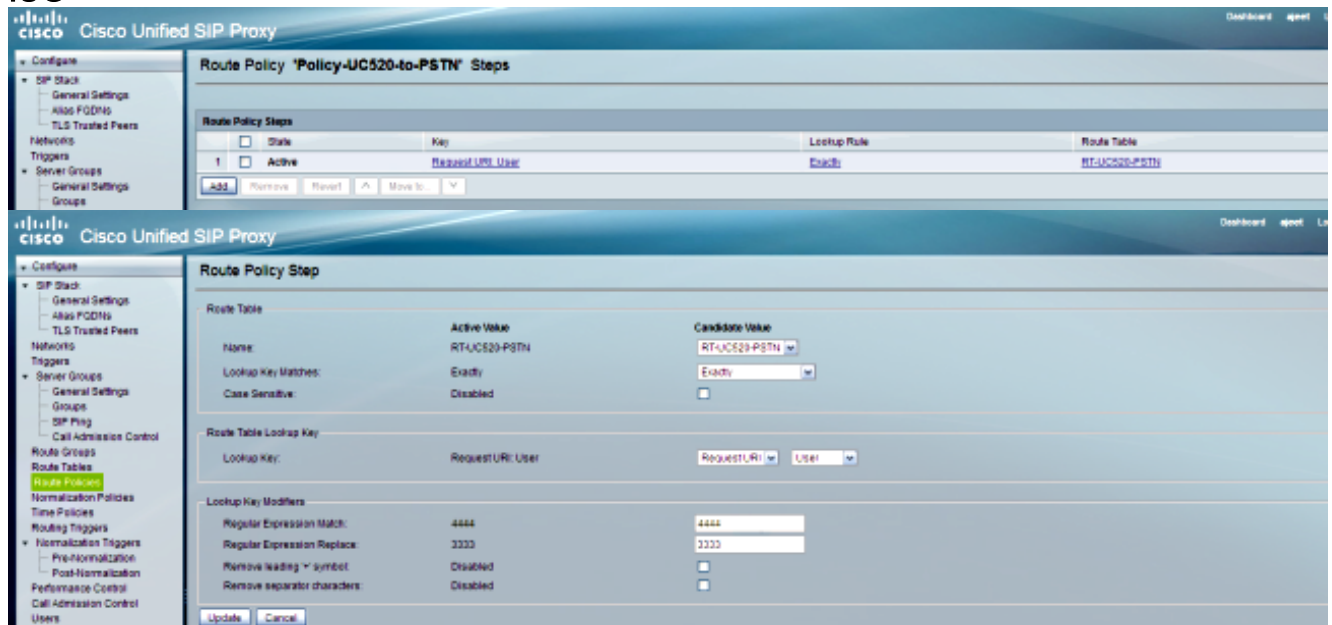 cisco Cisco Unified SIP Proxy
Dashboard ajeet
Configure
SIP Stack
General Settings
Alias FQDNs
TLS Trusted Peers
Networks
Triggers
Server Groups
General Settings
Groups
Route Policy 'Policy-UC520-to-PSTN' Steps
Route Policy Steps
State Key Lookup Rule Route Table
1 Active Request URI: User Exactly RT-UC520-PSTN
Add Remove Revert Move to...
cisco Cisco Unified SIP Proxy
Dashboard ajeet
Configure
SIP Stack
General Settings
Alias FQDNs
TLS Trusted Peers
Networks
Triggers
Server Groups
General Settings
Groups
SIP Ping
Call Admission Control
Route Groups
Route Tables
Route Policies
Normalization Policies
Time Policies
Routing Triggers
Normalization Triggers
Pre-Normalization
Post-Normalization
Performance Control
Call Admission Control
Users
Route Policy Step
Route Table
Active Value Candidate Value
Name: RT-UC520-PSTN RT-UC520-PSTN
Lookup Key Matches: Exactly Exactly
Case Sensitive: Disabled
Route Table Lookup Key
Lookup Key: Request URI: User Request URI User
Lookup Key Modifiers
Regular Expression Match: 4444 4444
Regular Expression Replace: 3333 3333
Remove leading '+' symbol: Disabled
Remove separator characters: Disabled
Update Cancel